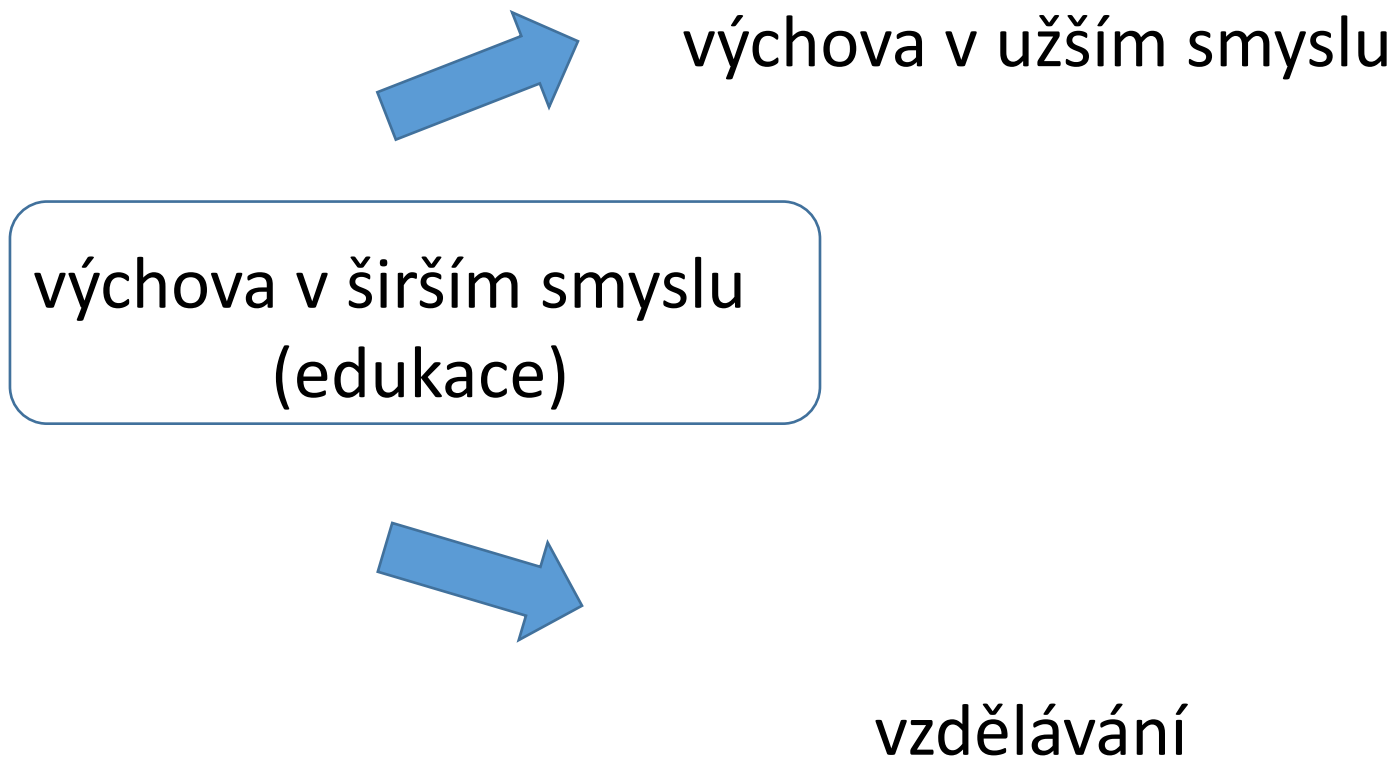 výchova v užším smyslu
výchova v širším smyslu
(edukace)
vzdělávání